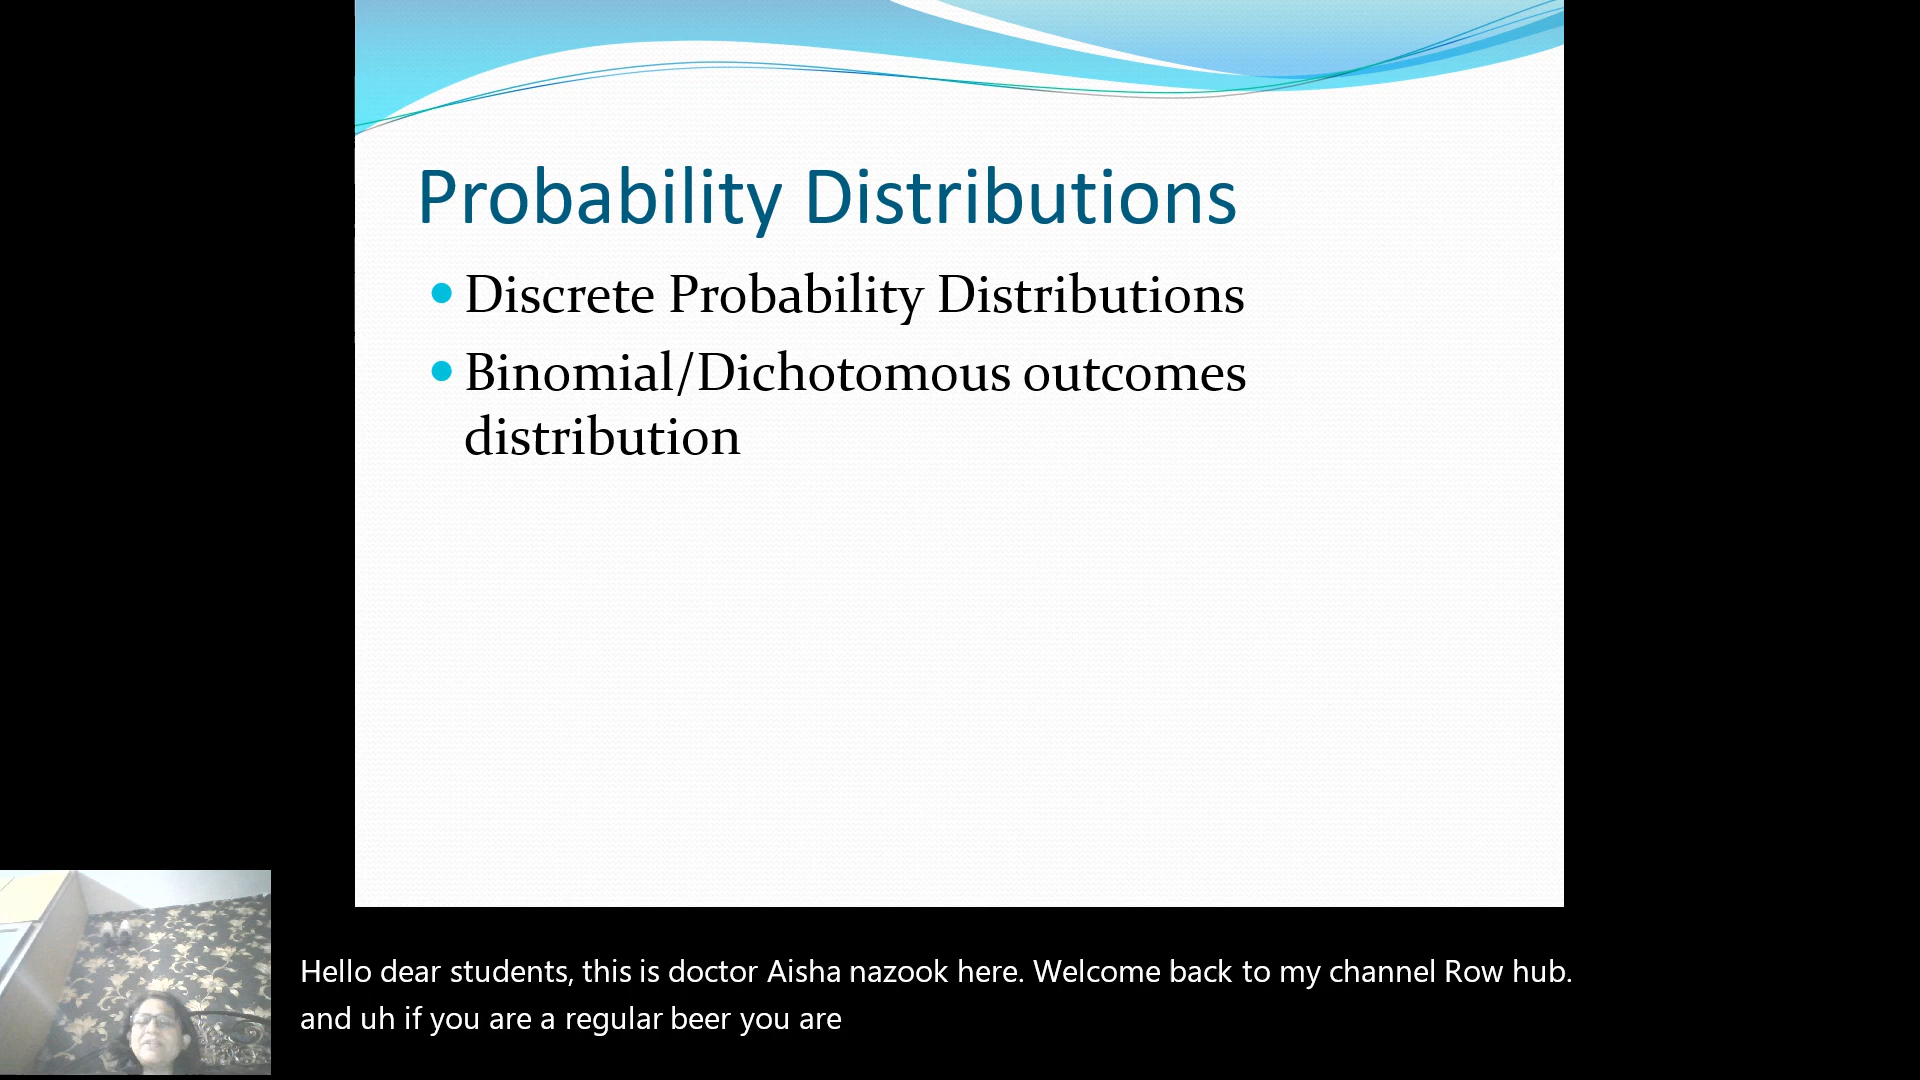 Probability Distributions
Discrete Probability Distributions
Binomial/Dichotomous outcomes
distribution
Hello dear students, this is doctor Aisha nazook here. Welcome back to my channel Row hub.
and uh if you are a regular beer you are